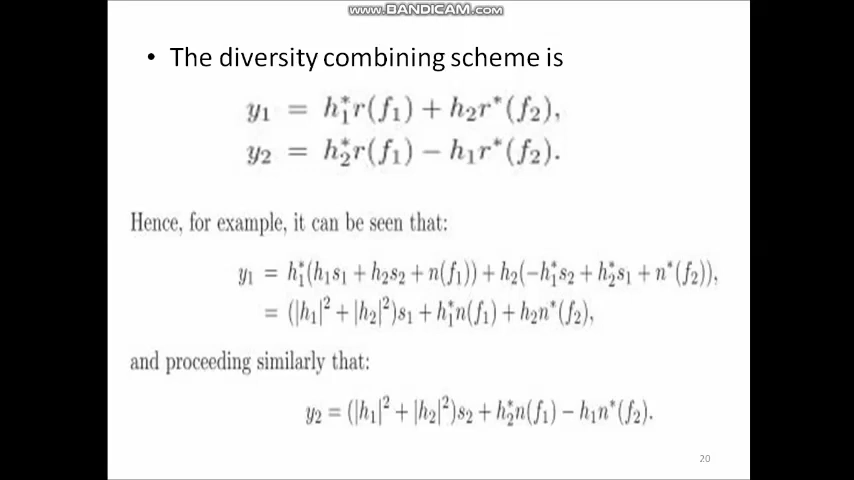 www.BANDICAM.com
• The diversity combining scheme is
y₁ = h₁*r(f₁) + h₂r*(f₂),
y₂ = h₂*r(f₁) − h₁r*(f₂).
Hence, for example, it can be seen that:
y₁ = h₁*(h₁s₁ + h₂s₂ + n(f₁)) + h₂(−h₁*s₂ + h₂*s₁ + n*(f₂)),
= (|h₁|² + |h₂|²)s₁ + h₁*n(f₁) + h₂n*(f₂),
and proceeding similarly that:
y₂ = (|h₁|² + |h₂|²)s₂ + h₂*n(f₁) − h₁n*(f₂).
20